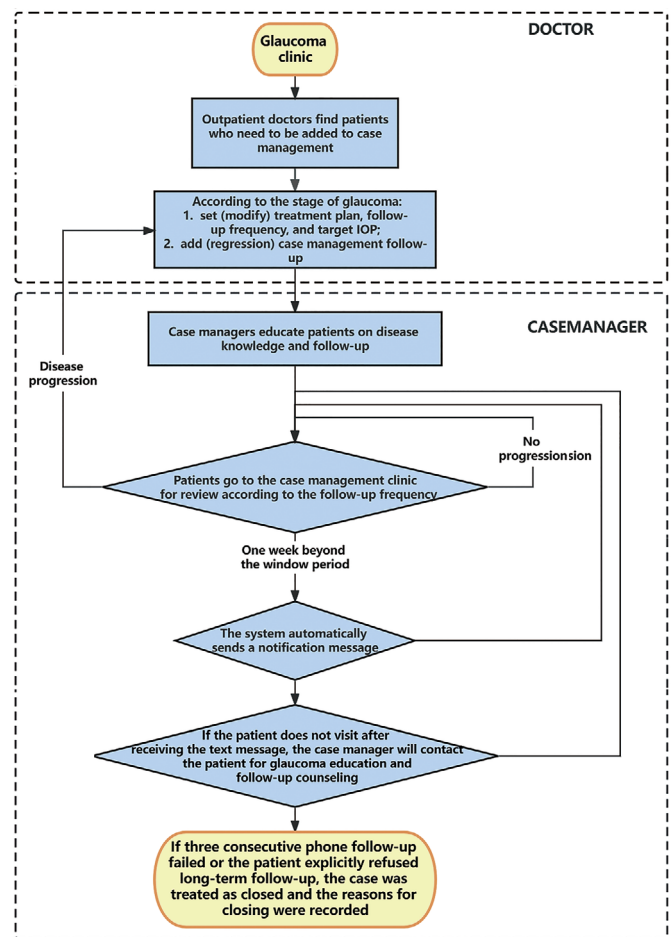 DOCTOR
Glaucoma
clinic
Outpatient doctors find patients
who need to be added to case
management
According to the stage of glaucoma:
1. set (modify) treatment plan, follow-
up frequency, and target IOP;
2. add (regression) case management follow-
up
CASEMANAGER
Case managers educate patients on disease
knowledge and follow-up
Disease
progression
No
progressionsion
Patients go to the case management clinic
for review according to the follow-up frequency
One week beyond
the window period
The system automatically
sends a notification message
If the patient does not visit after
receiving the text message, the case manager will contact
the patient for glaucoma education and
follow-up counseling
If three consecutive phone follow-up
failed or the patient explicitly refused
long-term follow-up, the case was
treated as closed and the reasons for
closing were recorded